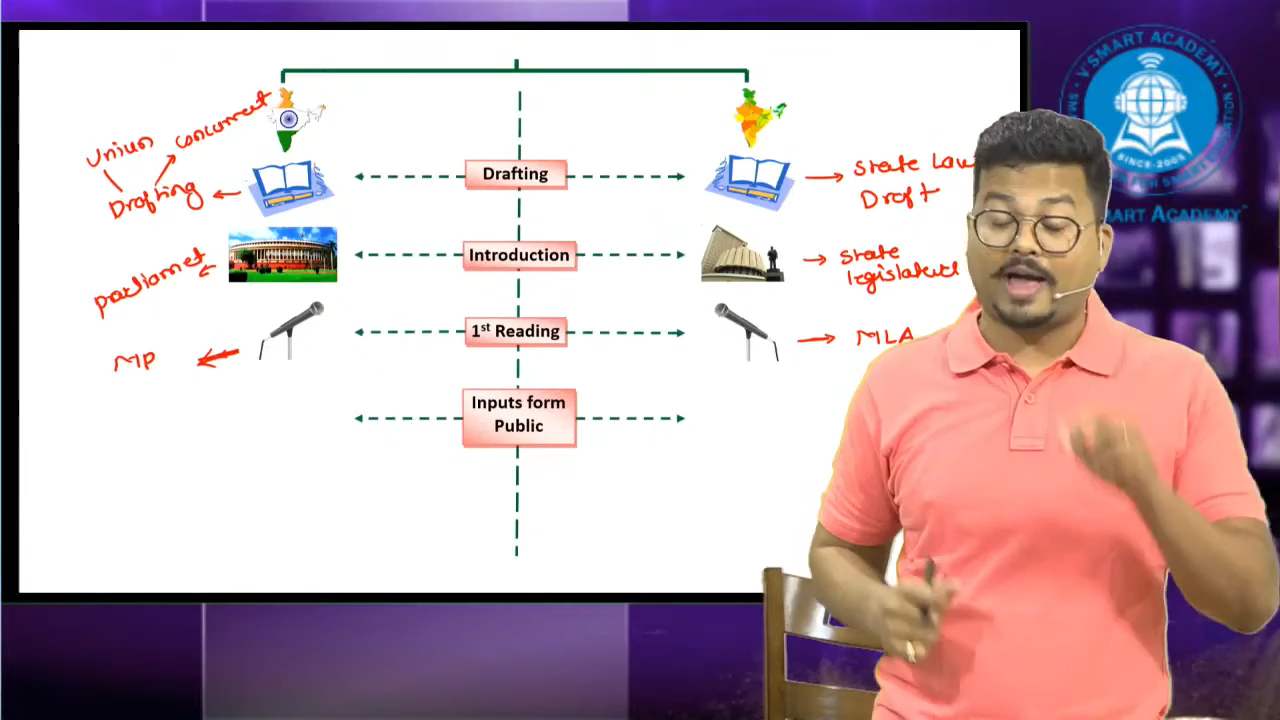 V'SMART ACADEMY
SINCE-2005
SMART ACADEMY
Union
concurrent
Drafting
Drafting
State Law
Draft
parliamet
Introduction
State
legislature
MP
1st Reading
MLA
Inputs form
Public